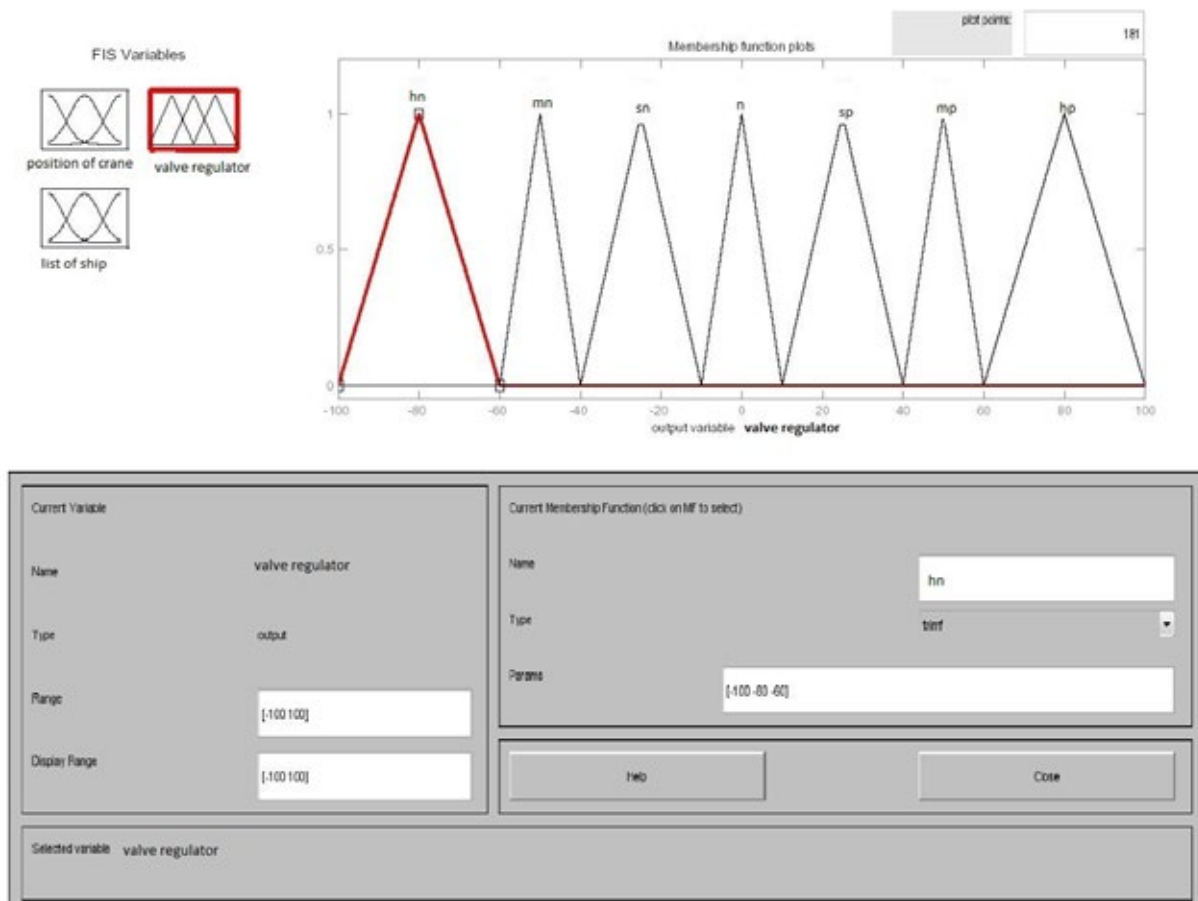 plot points:
181
FIS Variables
Membership function plots
position of crane
valve regulator
list of ship
hn
mn
sn
n
sp
mp
hp
1
0.5
0
-100
-80
-60
-40
-20
0
20
40
60
80
100
output variable valve regulator
Current Variable
Name
valve regulator
Type
output
Range
[-100 100]
Display Range
[-100 100]
Current Membership Function (click on MF to select)
Name
hn
Type
trimf
Params
[-100 -80 -60]
Help
Close
Selected variable valve regulator